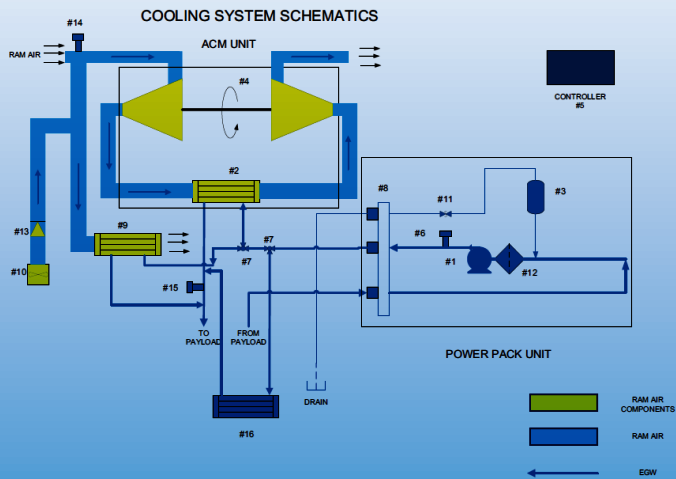 COOLING SYSTEM SCHEMATICS
#14
ACM UNIT
RAM AIR
#4
CONTROLLER
#5
#2
#8
#11
#3
#13
#9
#6
#7
#7
#1
#10
#12
#15
TO
PAYLOAD
FROM
PAYLOAD
POWER PACK UNIT
DRAIN
#16
RAM AIR
COMPONENTS
RAM AIR
EGW